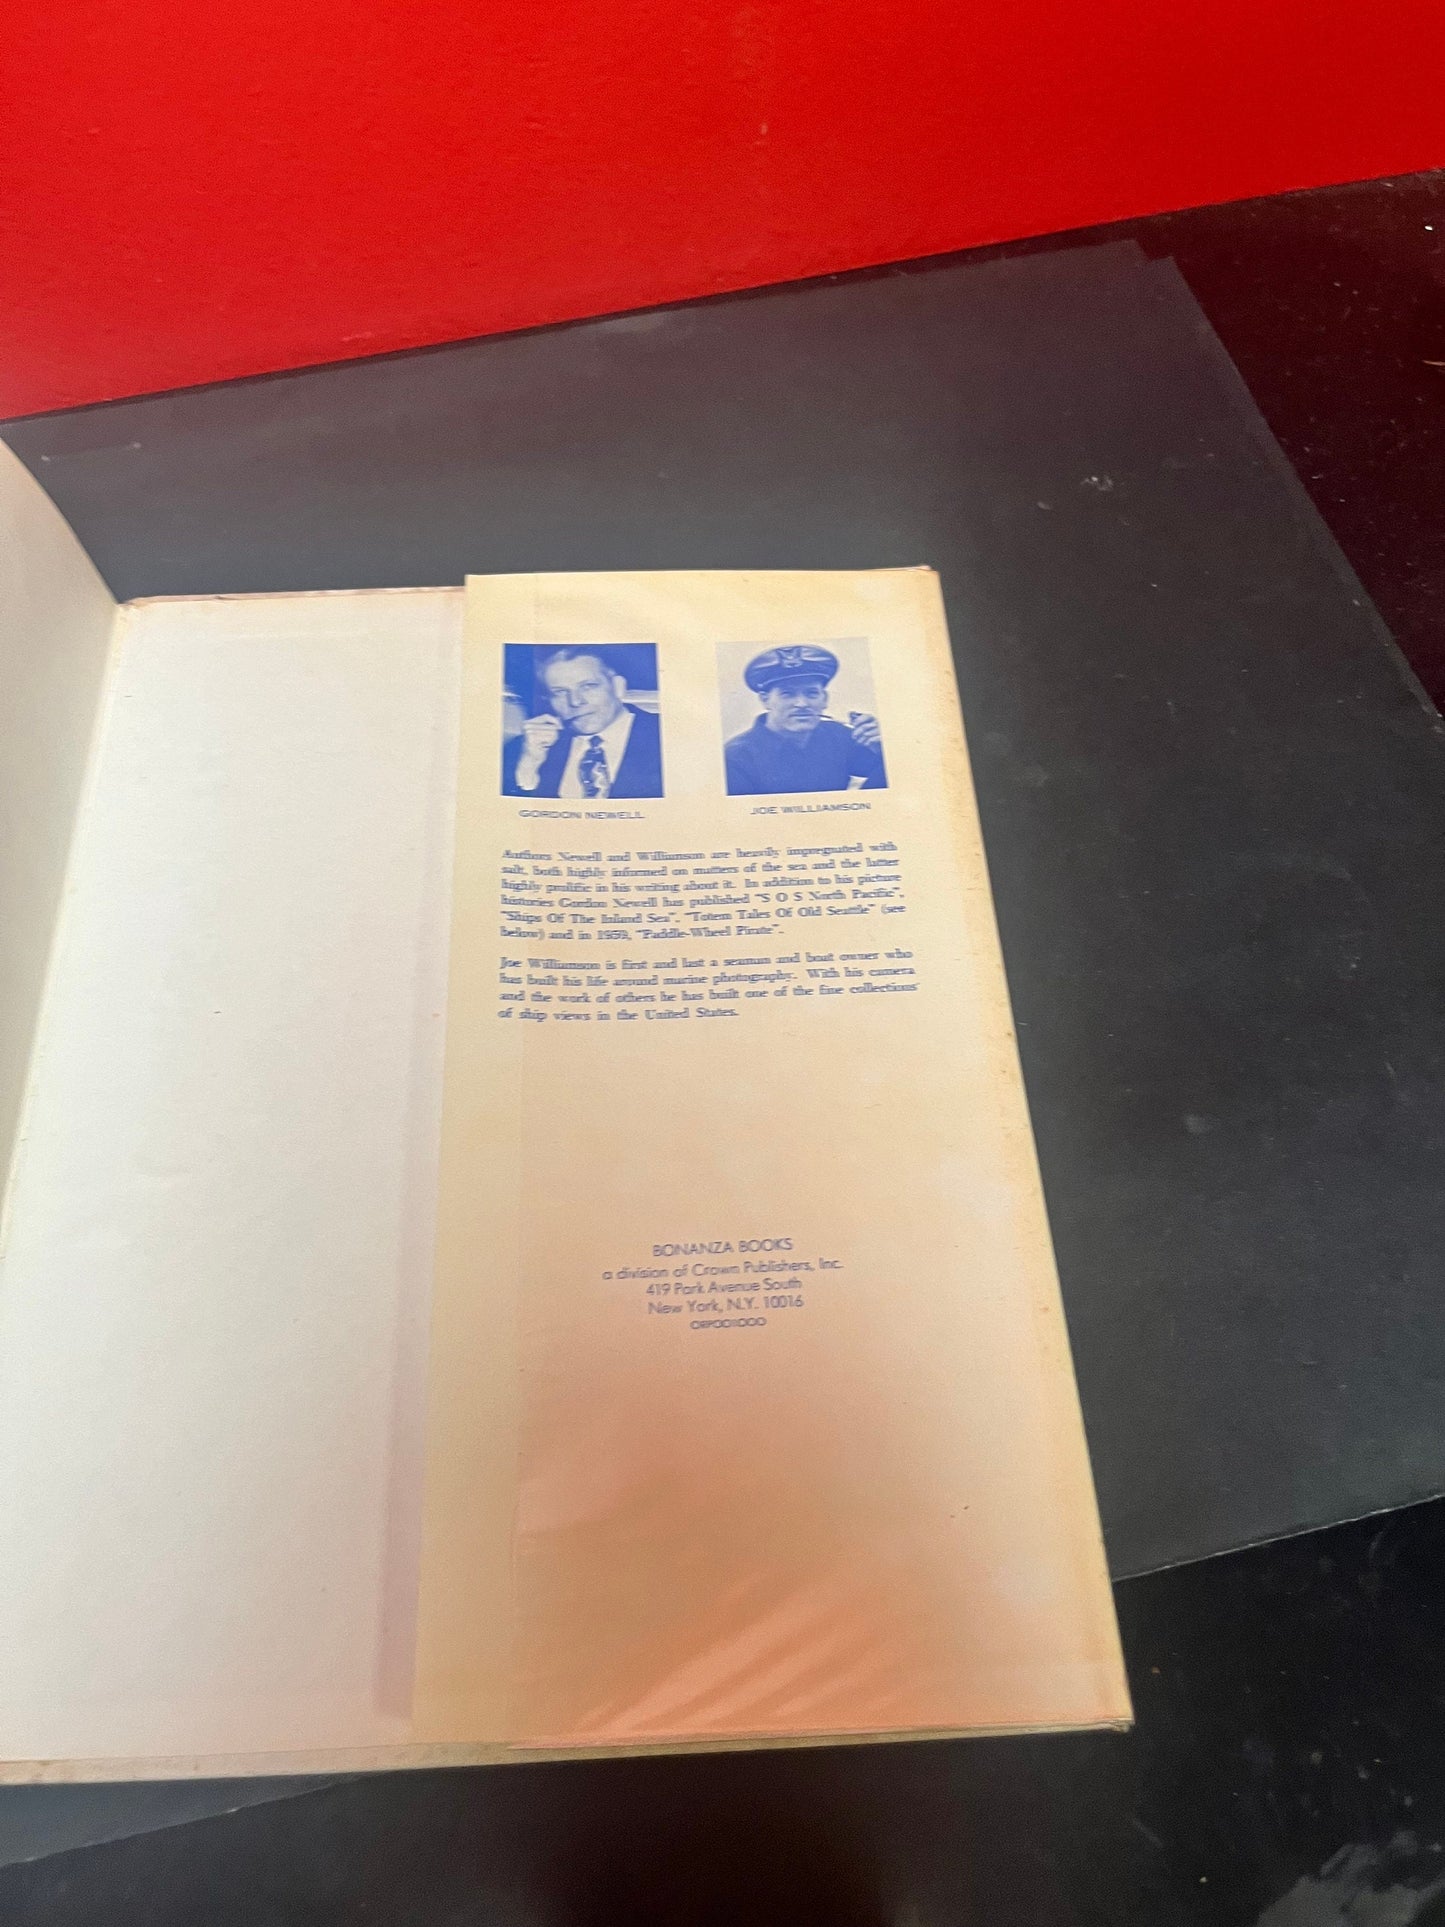 GORDON NEWELL
JOE WILLIAMSON
Authors Newell and Williamson are heavily impregnated with
salt, both highly informed on matters of the sea and the latter
highly prolific in his writing about it. In addition to his picture
histories Gordon Newell has published "S O S North Pacific",
"Ships Of The Inland Sea", "Totem Tales Of Old Seattle" (see
below) and in 1959, "Paddle-Wheel Pirate".
Joe Williamson is first and last a seaman and boat owner who
has built his life around marine photography. With his camera
and the work of others he has built one of the fine collections
of ship views in the United States.
BONANZA BOOKS
a division of Crown Publishers, Inc.
419 Park Avenue South
New York, N.Y. 10016